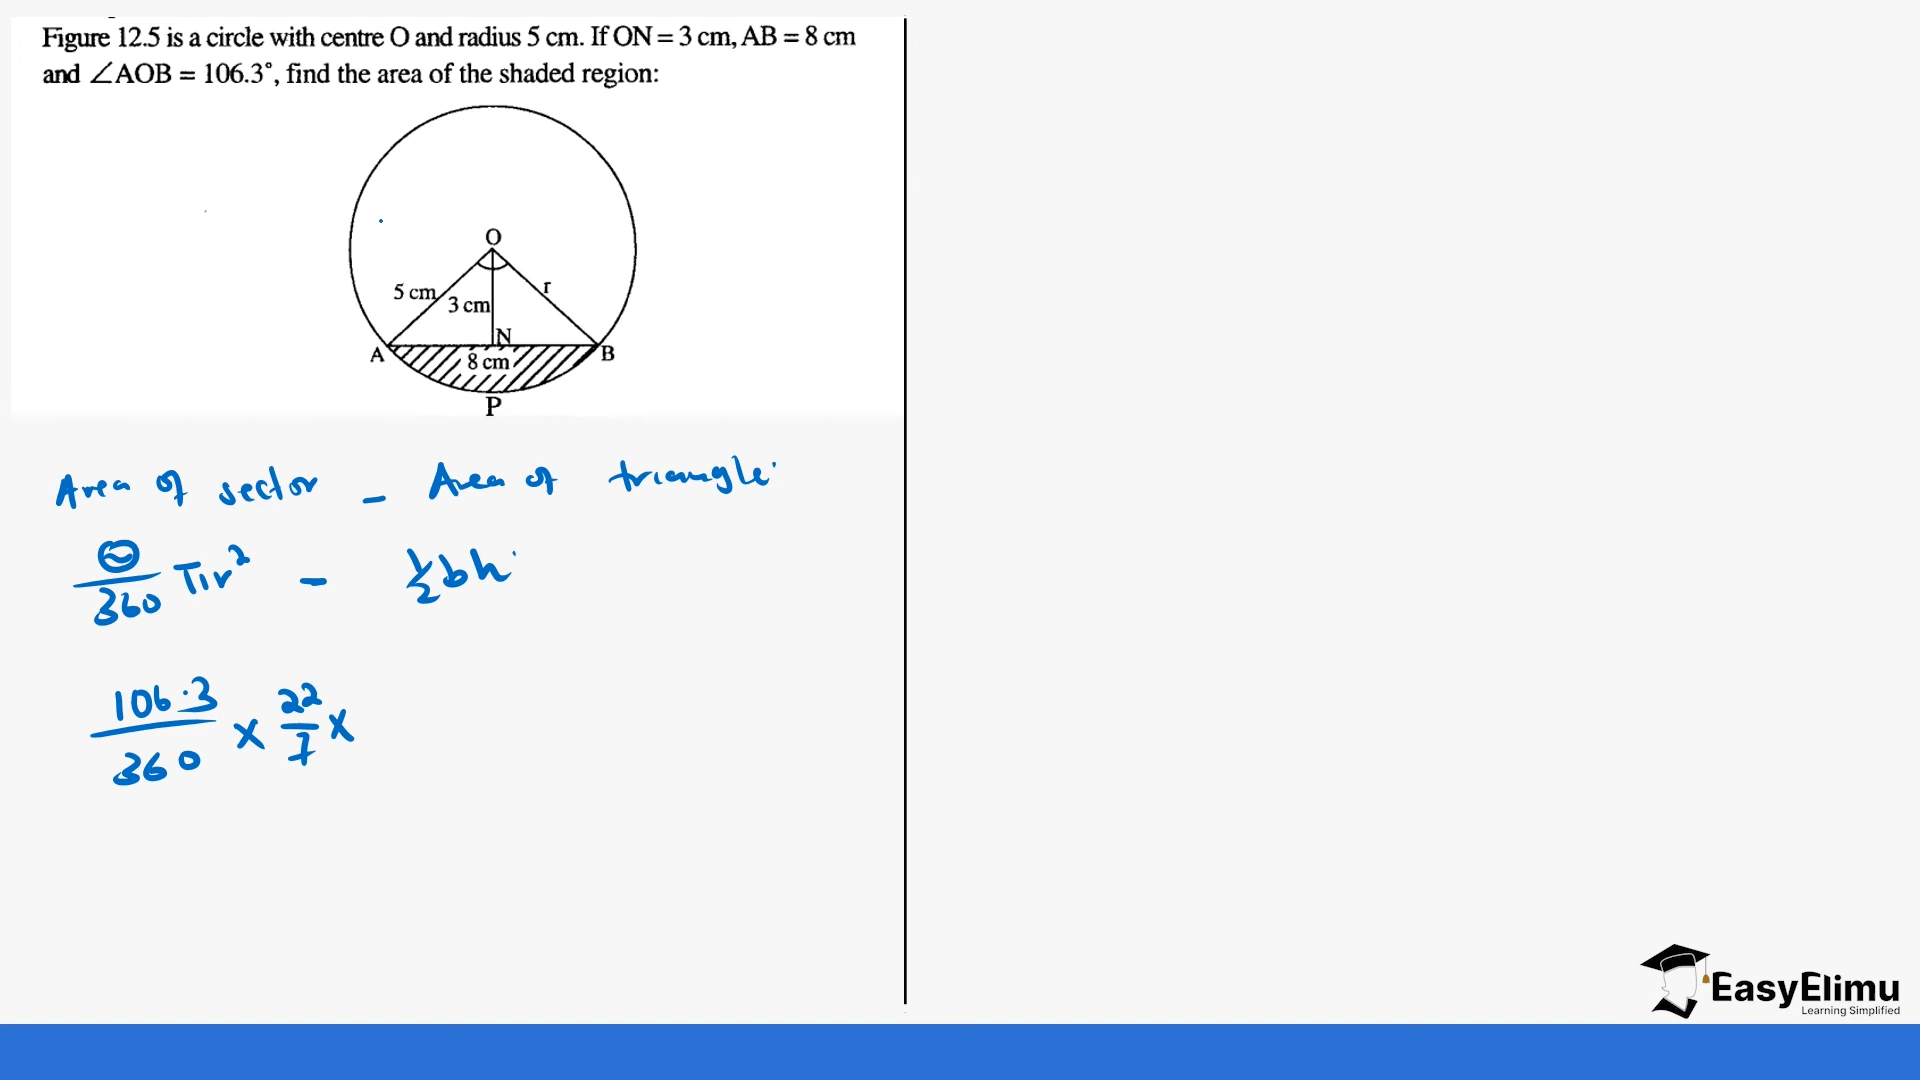 Figure 12.5 is a circle with centre O and radius 5 cm. If ON = 3 cm, AB = 8 cm
and ∠AOB = 106.3°, find the area of the shaded region:
O
5 cm
r
3 cm
N
A
8 cm
B
P
Area of sector - Area of triangle.
Θ/360 πr² - ½bh
106.3/360 × 22/7 ×
EasyElimu
Learning Simplified